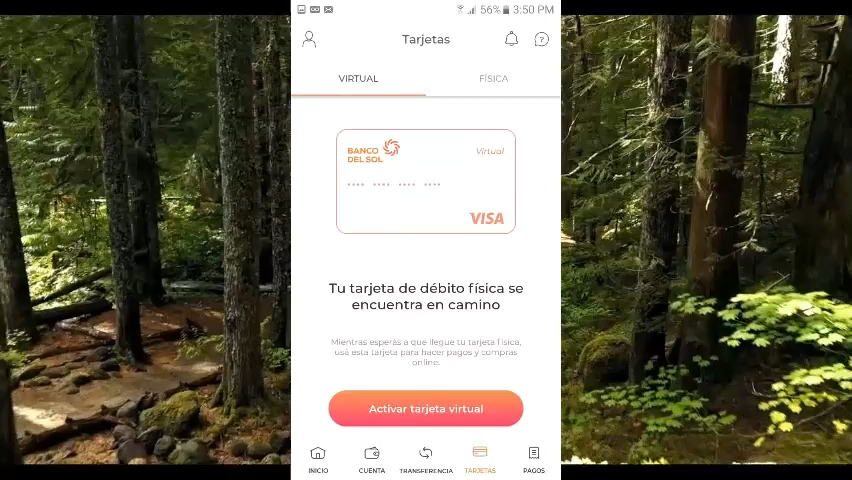 56% 3:50 PM
Tarjetas
VIRTUAL FÍSICA
BANCO
DEL SOL
Virtual
VISA
Tu tarjeta de débito física se
encuentra en camino
Mientras esperás a que llegue tu tarjeta física,
usá esta tarjeta para hacer pagos y compras
online.
Activar tarjeta virtual
INICIO CUENTA TRANSFERENCIA TARJETAS PAGOS